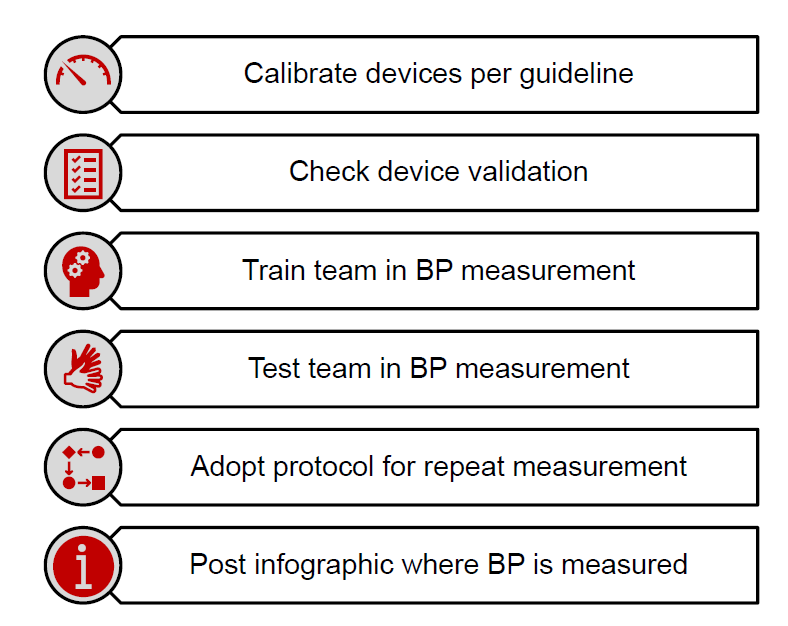 Calibrate devices per guideline
Check device validation
Train team in BP measurement
Test team in BP measurement
Adopt protocol for repeat measurement
Post infographic where BP is measured